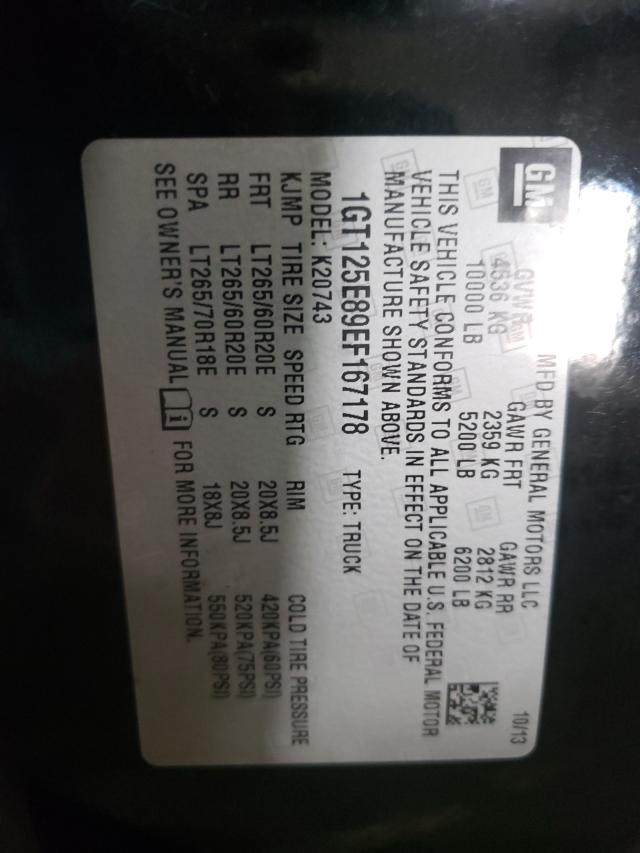 GM
MFD BY GENERAL MOTORS LLC 10/13
GVWR GAWR FRT GAWR RR
4536 KG 2359 KG 2812 KG
10000 LB 5200 LB 6200 LB
THIS VEHICLE CONFORMS TO ALL APPLICABLE U.S. FEDERAL MOTOR
VEHICLE SAFETY STANDARDS IN EFFECT ON THE DATE OF
MANUFACTURE SHOWN ABOVE.
1GT125E89EF167178 TYPE: TRUCK
MODEL: K20743
KJMP TIRE SIZE SPEED RTG RIM COLD TIRE PRESSURE
FRT LT265/60R20E S 20X8.5J 420KPA(60PSI)
RR LT265/60R20E S 20X8.5J 520KPA(75PSI)
SPA LT265/70R18E S 18X8J 550KPA(80PSI)
SEE OWNER'S MANUAL FOR MORE INFORMATION.